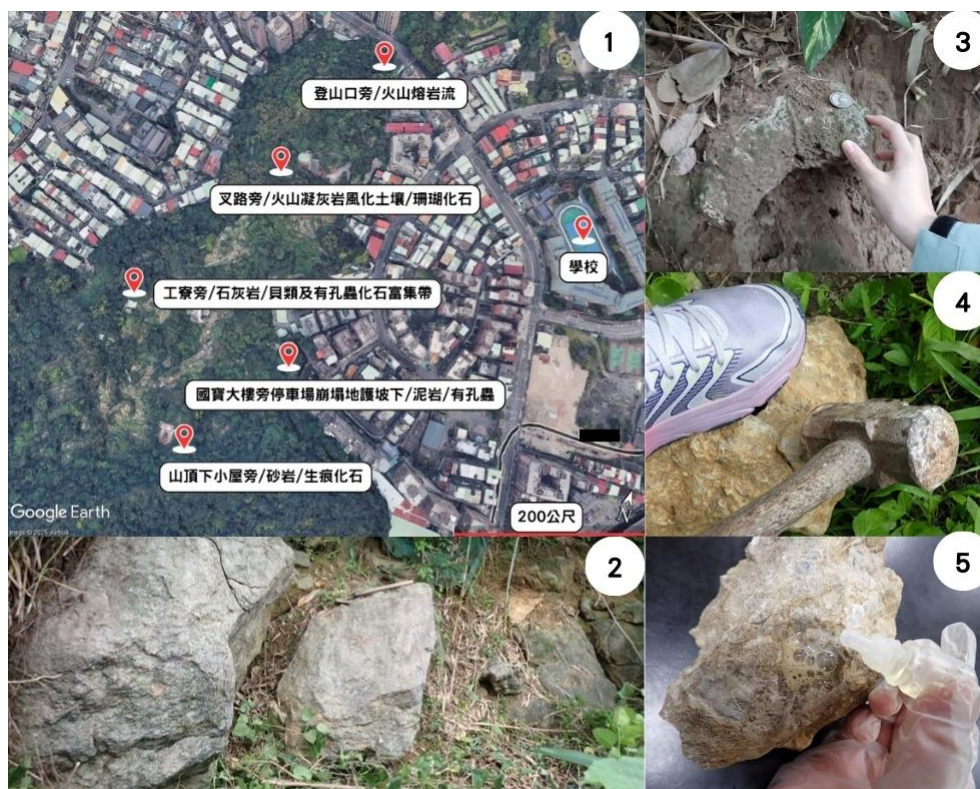 1
登山口旁/火山熔岩流
叉路旁/火山凝灰岩風化土壤/珊瑚化石
學校
工寮旁/石灰岩/貝類及有孔蟲化石富集帶
國寶大樓旁停車場崩塌地護坡下/泥岩/有孔蟲
山頂下小屋旁/砂岩/生痕化石
Google Earth
200公尺
N
2
3
4
5